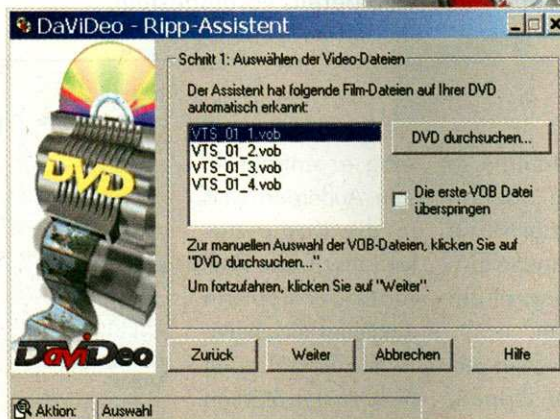 DaViDeo - Ripp-Assistent
Schritt 1: Auswählen der Video-Dateien
Der Assistent hat folgende Film-Dateien auf Ihrer DVD
automatisch erkannt:
VTS_01_1.vob
VTS_01_2.vob
VTS_01_3.vob
VTS_01_4.vob
DVD durchsuchen...
Die erste VOB Datei
überspringen
Zur manuellen Auswahl der VOB-Dateien, klicken Sie auf
"DVD durchsuchen...".
Um fortzufahren, klicken Sie auf "Weiter".
DVD
DaviDeo
Zurück
Weiter
Abbrechen
Hilfe
Aktion:
Auswahl